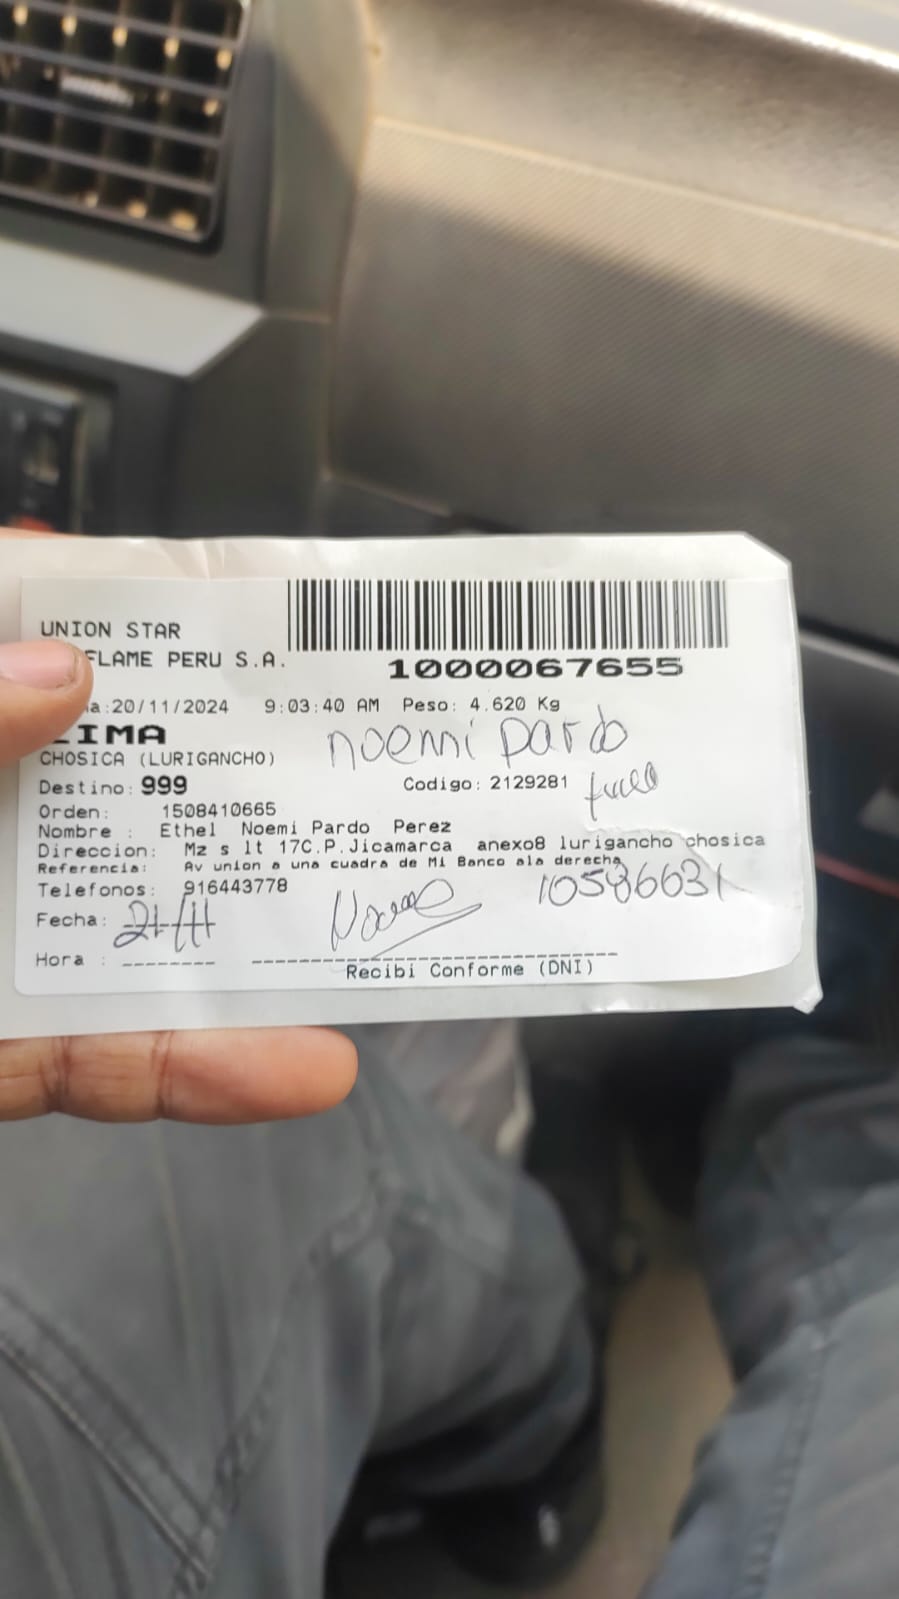 UNION STAR
FLAME PERU S.A.
1000067655
a:20/11/2024 9:03:40 AM Peso: 4.620 Kg
LIMA
noemi pardo
CHOSICA (LURIGANCHO)
Destino: 999 Codigo: 2129281
Orden: 1508410665
Nombre : Ethel Noemi Pardo Perez
Direccion: Mz s lt 17C.P.Jicamarca anexo8 lurigancho chosica
Referencia: Av union a una cuadra de Mi Banco ala derecha
Telefonos: 916443778
10586631
Fecha: 21/11
Hora :
Recibi Conforme (DNI)